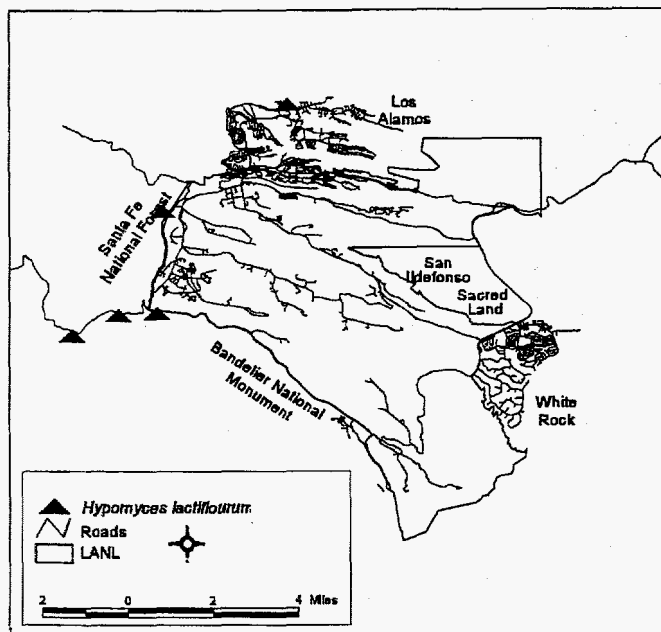 Los
Alamos
Santa Fe
National Forest
San
Ildefonso
Sacred
Land
Bandelier National
Monument
White
Rock
Hypomyces lactiflourum
Roads
LANL
2 0 2 4 Miles